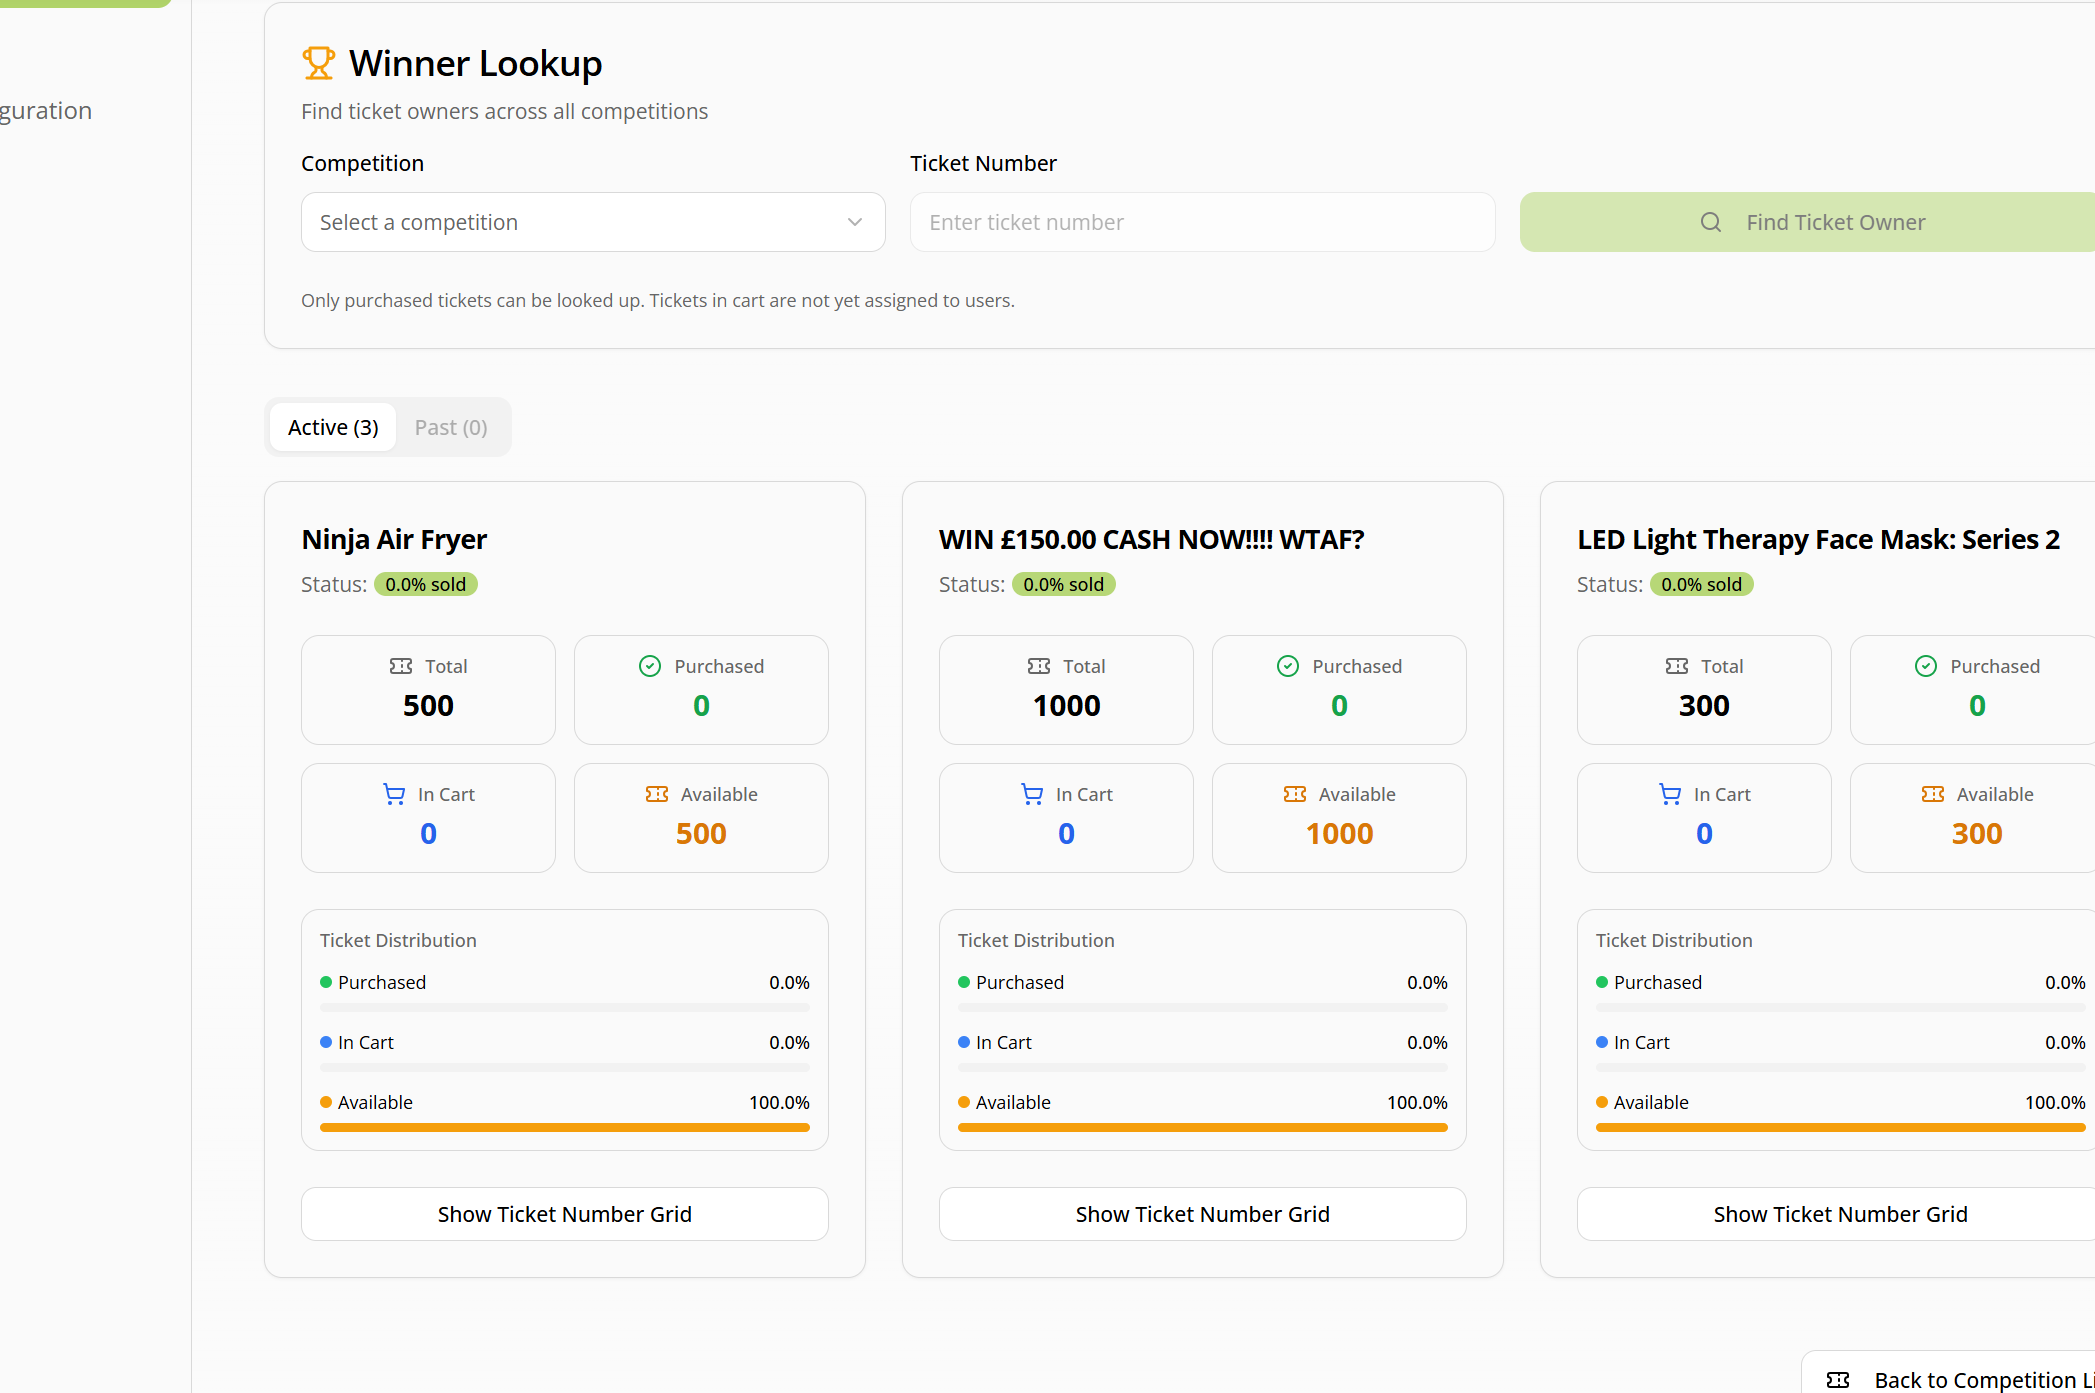 guration
Winner Lookup
Find ticket owners across all competitions
Competition
Select a competition
Ticket Number
Enter ticket number
Find Ticket Owner
Only purchased tickets can be looked up. Tickets in cart are not yet assigned to users.
Active (3)
Past (0)
Ninja Air Fryer
Status: 0.0% sold
Total
500
Purchased
0
In Cart
0
Available
500
Ticket Distribution
Purchased 0.0%
In Cart 0.0%
Available 100.0%
Show Ticket Number Grid
WIN £150.00 CASH NOW!!!! WTAF?
Status: 0.0% sold
Total
1000
Purchased
0
In Cart
0
Available
1000
Ticket Distribution
Purchased 0.0%
In Cart 0.0%
Available 100.0%
Show Ticket Number Grid
LED Light Therapy Face Mask: Series 2
Status: 0.0% sold
Total
300
Purchased
0
In Cart
0
Available
300
Ticket Distribution
Purchased 0.0%
In Cart 0.0%
Available 100.0%
Show Ticket Number Grid
Back to Competition Li